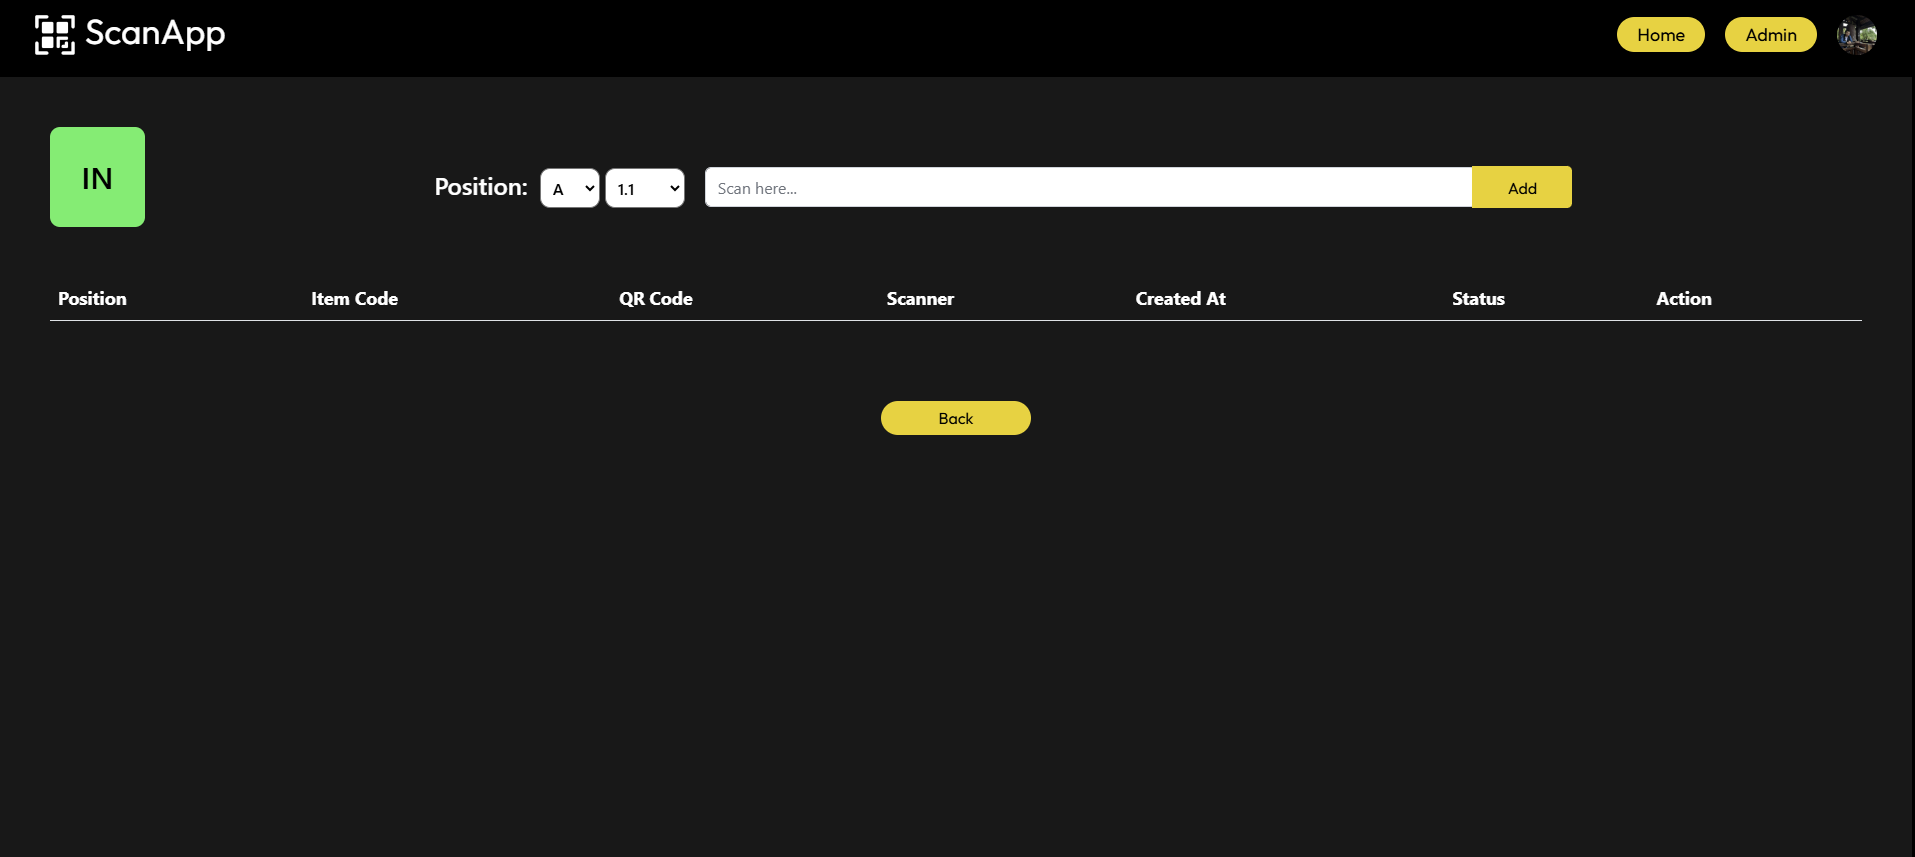 ScanApp
Home
Admin
IN
Position:
A
1.1
Scan here...
Add
Position Item Code QR Code Scanner Created At Status Action
Back